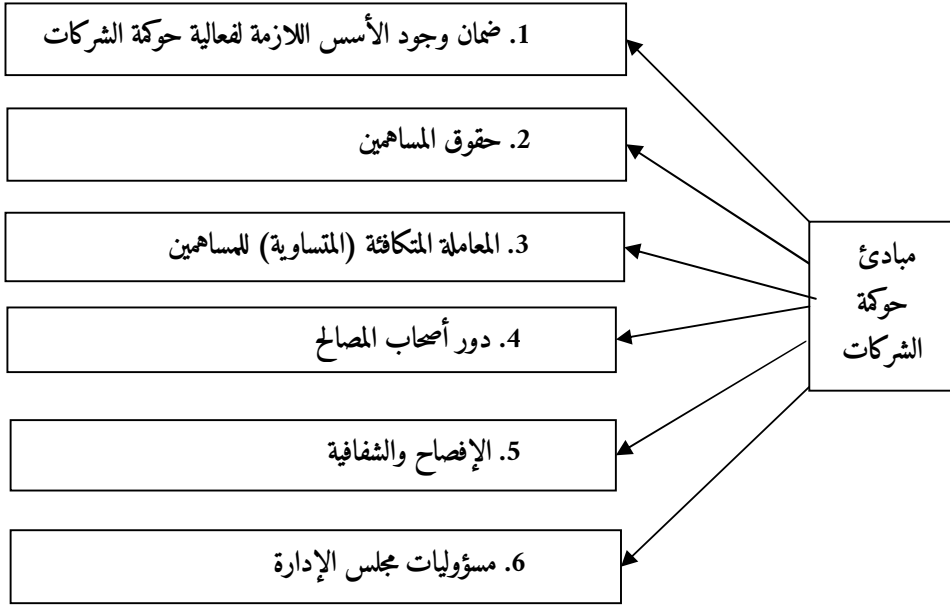 1. ضمان وجود الأسس اللازمة لفعالية حوكمة الشركات
2. حقوق المساهمين
3. المعاملة المتكافئة (المتساوية) للمساهمين
4. دور أصحاب المصالح
5. الإفصاح والشفافية
6. مسؤوليات مجلس الإدارة
مبادئ
حوكمة
الشركات